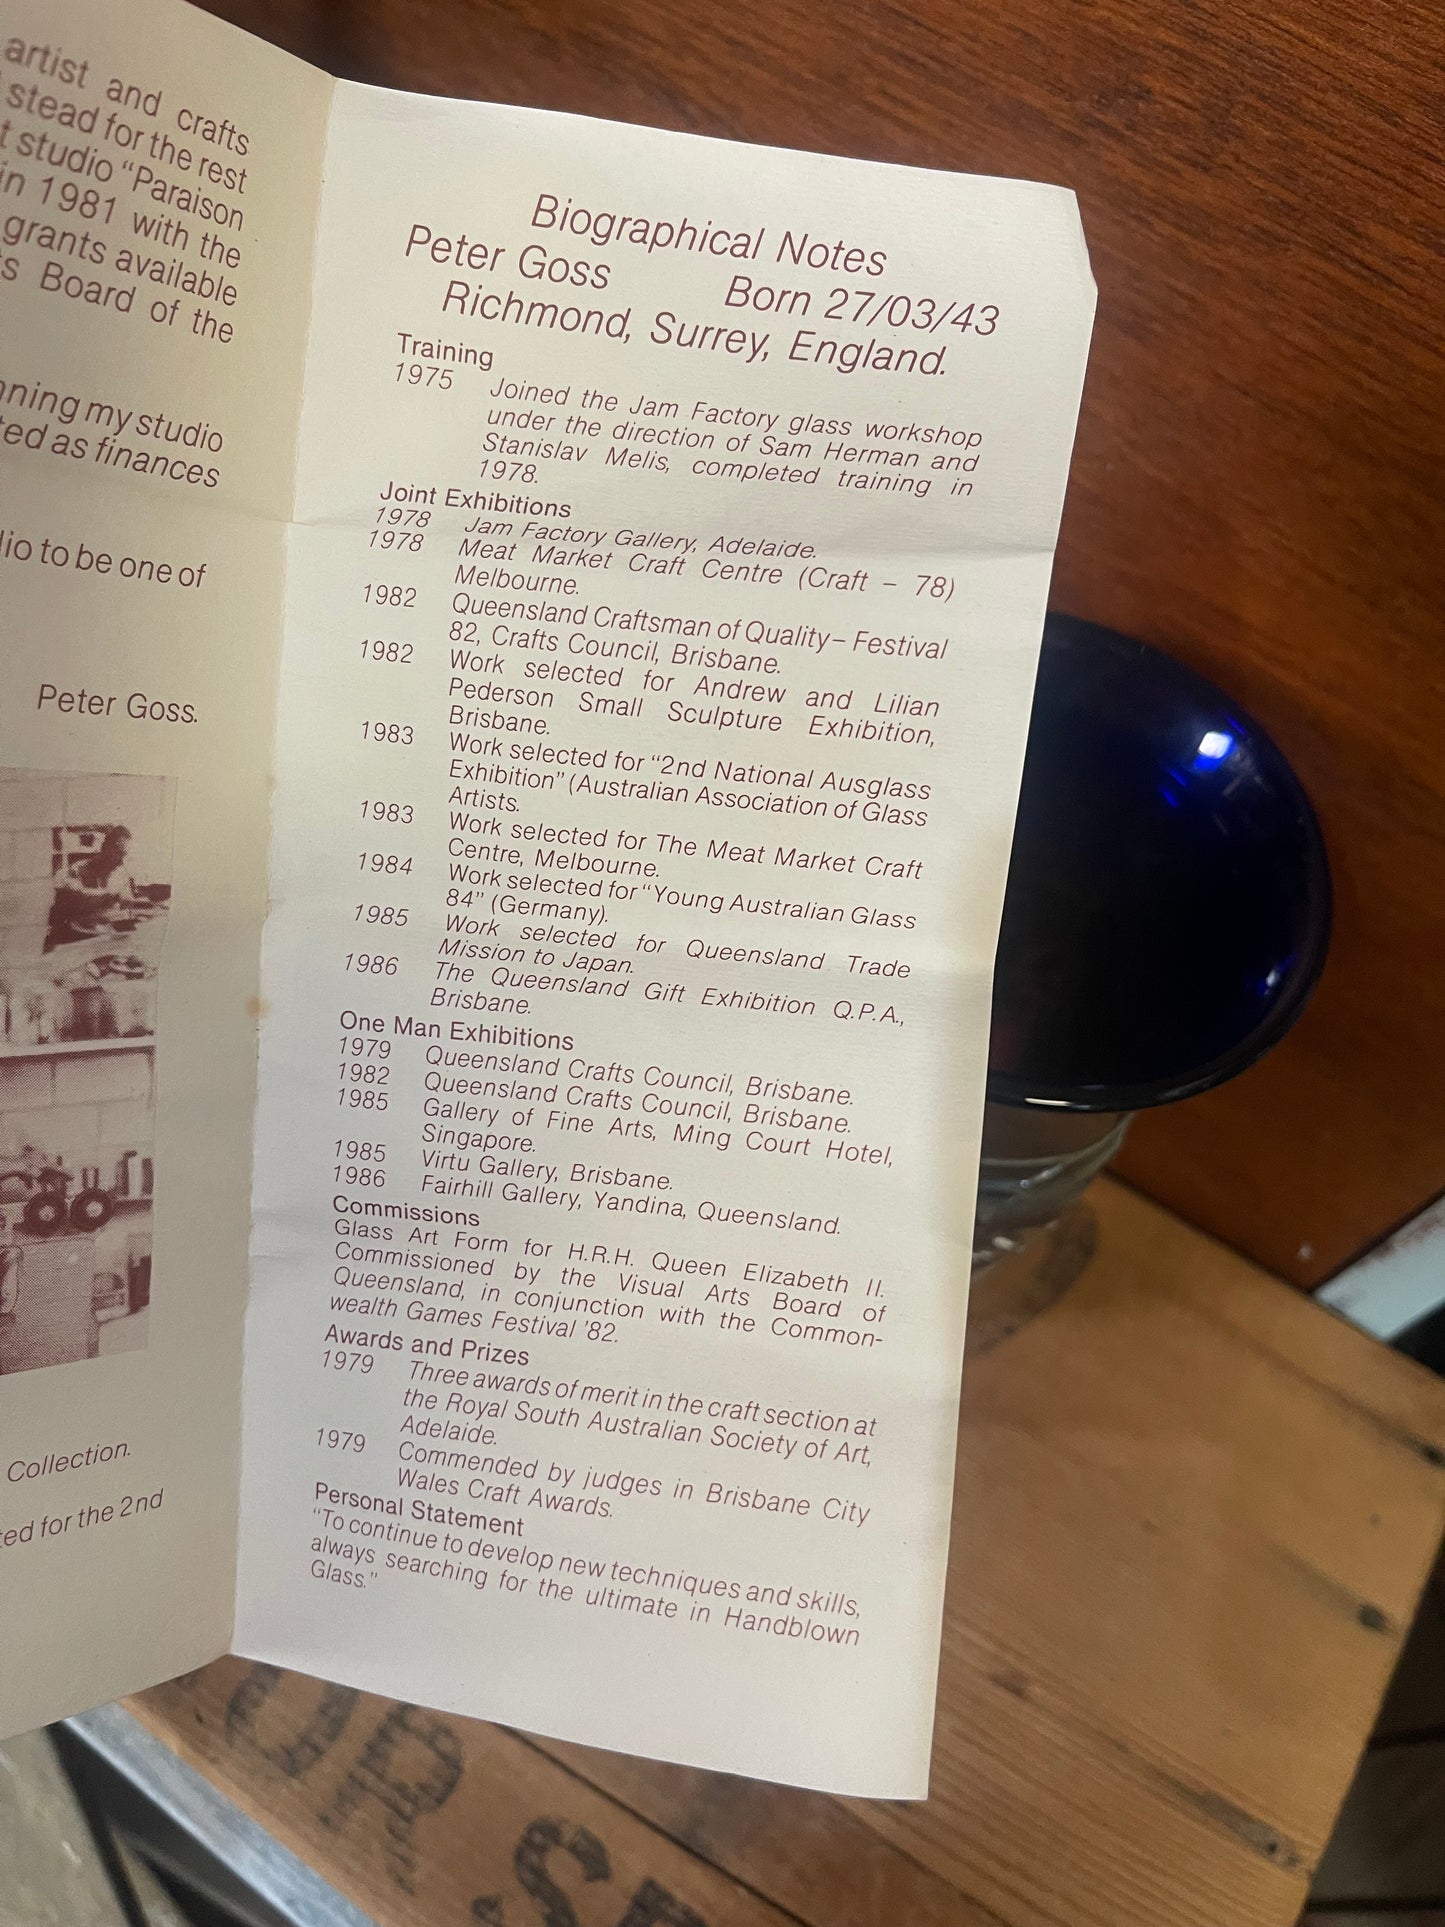 artist and crafts
stead for the rest
t studio "Paraison
in 1981 with the
grants available
s Board of the
nning my studio
ted as finances
dio to be one of
Peter Goss.
Collection.
ted for the 2nd
Biographical Notes
Peter Goss Born 27/03/43
Richmond, Surrey, England.
Training
1975 Joined the Jam Factory glass workshop
under the direction of Sam Herman and
Stanislav Melis, completed training in
1978.
Joint Exhibitions
1978 Jam Factory Gallery, Adelaide.
1978 Meat Market Craft Centre (Craft – 78)
Melbourne.
1982 Queensland Craftsman of Quality – Festival
82, Crafts Council, Brisbane.
1982 Work selected for Andrew and Lilian
Pederson Small Sculpture Exhibition,
Brisbane.
1983 Work selected for "2nd National Ausglass
Exhibition" (Australian Association of Glass
Artists.
1983 Work selected for The Meat Market Craft
Centre, Melbourne.
1984 Work selected for "Young Australian Glass
84" (Germany).
1985 Work selected for Queensland Trade
Mission to Japan.
1986 The Queensland Gift Exhibition Q.P.A.,
Brisbane.
One Man Exhibitions
1979 Queensland Crafts Council, Brisbane.
1982 Queensland Crafts Council, Brisbane.
1985 Gallery of Fine Arts, Ming Court Hotel,
Singapore.
1985 Virtu Gallery, Brisbane.
1986 Fairhill Gallery, Yandina, Queensland.
Commissions
Glass Art Form for H.R.H. Queen Elizabeth II.
Commissioned by the Visual Arts Board of
Queensland, in conjunction with the Common-
wealth Games Festival '82.
Awards and Prizes
1979 Three awards of merit in the craft section at
the Royal South Australian Society of Art,
Adelaide.
1979 Commended by judges in Brisbane City
Wales Craft Awards.
Personal Statement
"To continue to develop new techniques and skills,
always searching for the ultimate in Handblown
Glass."